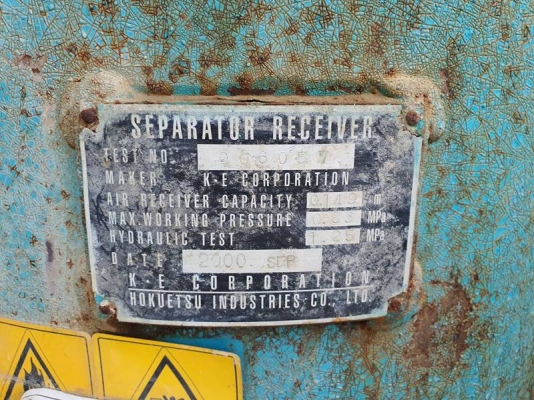 SEPARATOR RECEIVER
TEST NO.
MAKER K-E CORPORATION
AIR RECEIVER CAPACITY m
MAX.WORKING PRESSURE MPa
HYDRAULIC TEST MPa
DATE 2000. SEP
K-E CORPORATION
HOKUETSU INDUSTRIES CO., LTD.